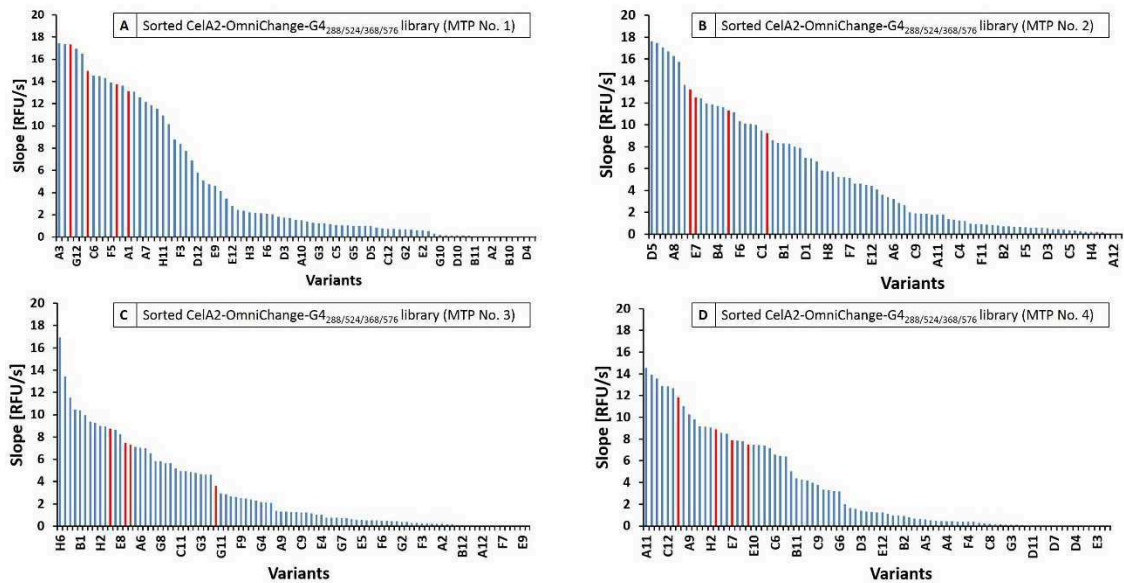 A Sorted CelA2-OmniChange-G4288/524/368/576 library (MTP No. 1)
20
18
16
14
12
10
8
6
4
2
0
Slope [RFU/s]
A3 G12 C6 F5 A1 A7 H11 F3 D12 E9 E12 H3 F6 D3 A10 G3 C5 G5 D5 C12 G2 E2 G10 D10 B11 A2 B10 D4
Variants
B Sorted CelA2-OmniChange-G4288/524/368/576 library (MTP No. 2)
20
18
16
14
12
10
8
6
4
2
0
Slope [RFU/s]
D5 A8 E7 B4 F6 C1 B1 D1 H8 F7 E12 A6 C9 A11 C4 F11 B2 F5 D3 C5 H4 A12
Variants
C Sorted CelA2-OmniChange-G4288/524/368/576 library (MTP No. 3)
20
18
16
14
12
10
8
6
4
2
0
Slope [RFU/s]
H6 B1 H2 E8 A6 G8 C11 G3 F9 G4 A9 C9 E4 G7 E5 F6 G2 F3 A2 B12 A12 F7 E9
Variants
D Sorted CelA2-OmniChange-G4288/524/368/576 library (MTP No. 4)
20
18
16
14
12
10
8
6
4
2
0
Slope [RFU/s]
A11 C12 A9 H2 E7 E10 C6 B11 C9 G6 D3 E12 B2 A5 A4 F4 C8 G3 D11 D7 D4 E3
Variants